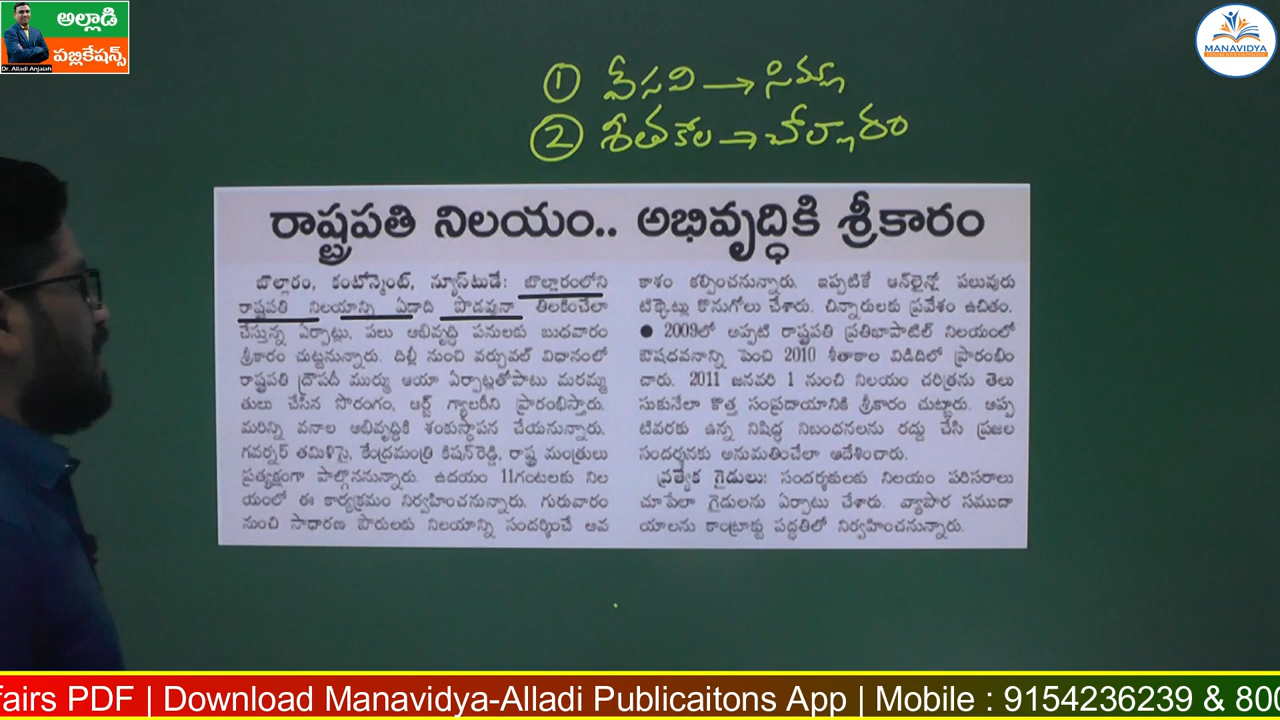 అల్లాడి
పబ్లికేషన్స్
Dr. Alladi Anjaiah
MANAVIDYA
① వేసవి → సిమ్లా
② శీతకాల → బొల్లారం
రాష్ట్రపతి నిలయం.. అభివృద్ధికి శ్రీకారం
బొల్లారం, కంటోన్మెంట్, న్యూస్‌టుడే: బొల్లారంలోని
రాష్ట్రపతి నిలయాన్ని ఏడాది పొడవునా తిలకించేలా
చేస్తున్న ఏర్పాట్లు, పలు అభివృద్ధి పనులకు బుధవారం
శ్రీకారం చుట్టనున్నారు. దిల్లీ నుంచి వర్చువల్ విధానంలో
రాష్ట్రపతి ద్రౌపదీ ముర్ము ఆయా ఏర్పాట్లతోపాటు మరమ్మ
తులు చేసిన సొరంగం, ఆర్ట్ గ్యాలరీని ప్రారంభిస్తారు.
మరిన్ని వనాల అభివృద్ధికి శంకుస్థాపన చేయనున్నారు.
గవర్నర్ తమిళిసై, కేంద్రమంత్రి కిషన్‌రెడ్డి, రాష్ట్ర మంత్రులు
ప్రత్యక్షంగా పాల్గొననున్నారు. ఉదయం 11గంటలకు నిల
యంలో ఈ కార్యక్రమం నిర్వహించనున్నారు. గురువారం
నుంచి సాధారణ పౌరులకు నిలయాన్ని సందర్శించే అవ
కాశం కల్పించనున్నారు. ఇప్పటికే ఆన్‌లైన్లో పలువురు
టిక్కెట్లు కొనుగోలు చేశారు. చిన్నారులకు ప్రవేశం ఉచితం.
● 2009లో అప్పటి రాష్ట్రపతి ప్రతిభాపాటిల్ నిలయంలో
ఔషధవనాన్ని పెంచి 2010 శీతాకాల విడిదిలో ప్రారంభిం
చారు. 2011 జనవరి 1 నుంచి నిలయం చరిత్రను తెలు
సుకునేలా కొత్త సంప్రదాయానికి శ్రీకారం చుట్టారు. అప్ప
టివరకు ఉన్న నిషిద్ధ నిబంధనలను రద్దు చేసి ప్రజల
సందర్శనకు అనుమతించేలా ఆదేశించారు.
ప్రత్యేక గైడులు: సందర్శకులకు నిలయం పరిసరాలు
చూపేలా గైడులను ఏర్పాటు చేశారు. వ్యాపార సముదా
యాలను కాంట్రాక్టు పద్ధతిలో నిర్వహించనున్నారు.
fairs PDF | Download Manavidya-Alladi Publicaitons App | Mobile : 9154236239 & 800